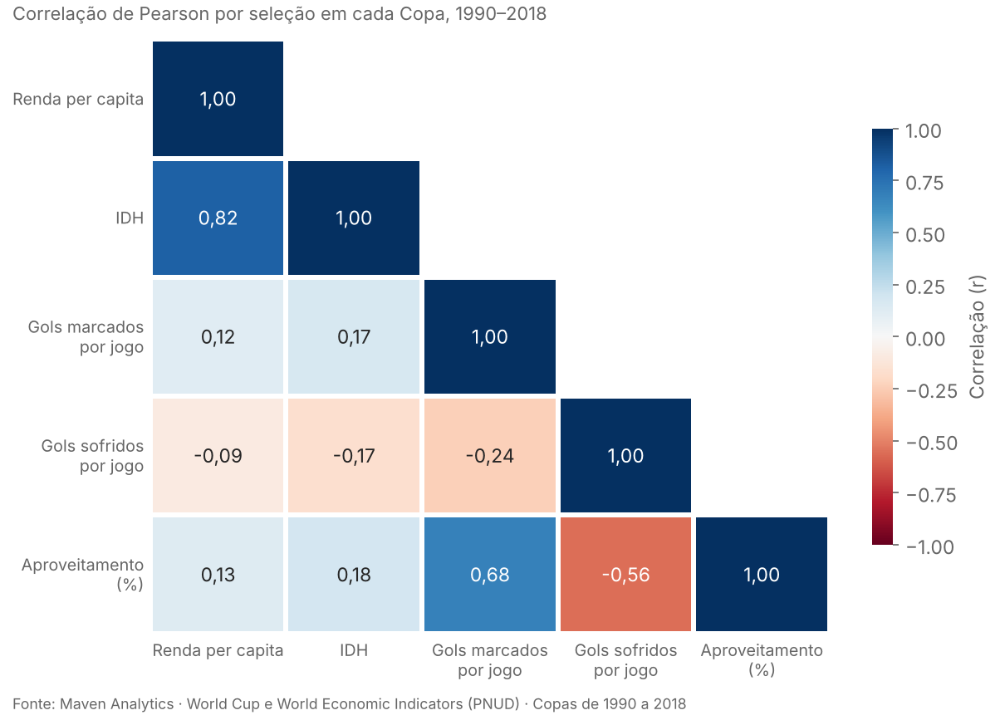 Correlação de Pearson por seleção em cada Copa, 1990–2018
Renda per capita
1,00
IDH
0,82
1,00
Gols marcados
por jogo
0,12
0,17
1,00
Gols sofridos
por jogo
-0,09
-0,17
-0,24
1,00
Aproveitamento
(%)
0,13
0,18
0,68
-0,56
1,00
Renda per capita
IDH
Gols marcados
por jogo
Gols sofridos
por jogo
Aproveitamento
(%)
1.00
0.75
0.50
0.25
0.00
−0.25
−0.50
−0.75
−1.00
Correlação (r)
Fonte: Maven Analytics · World Cup e World Economic Indicators (PNUD) · Copas de 1990 a 2018